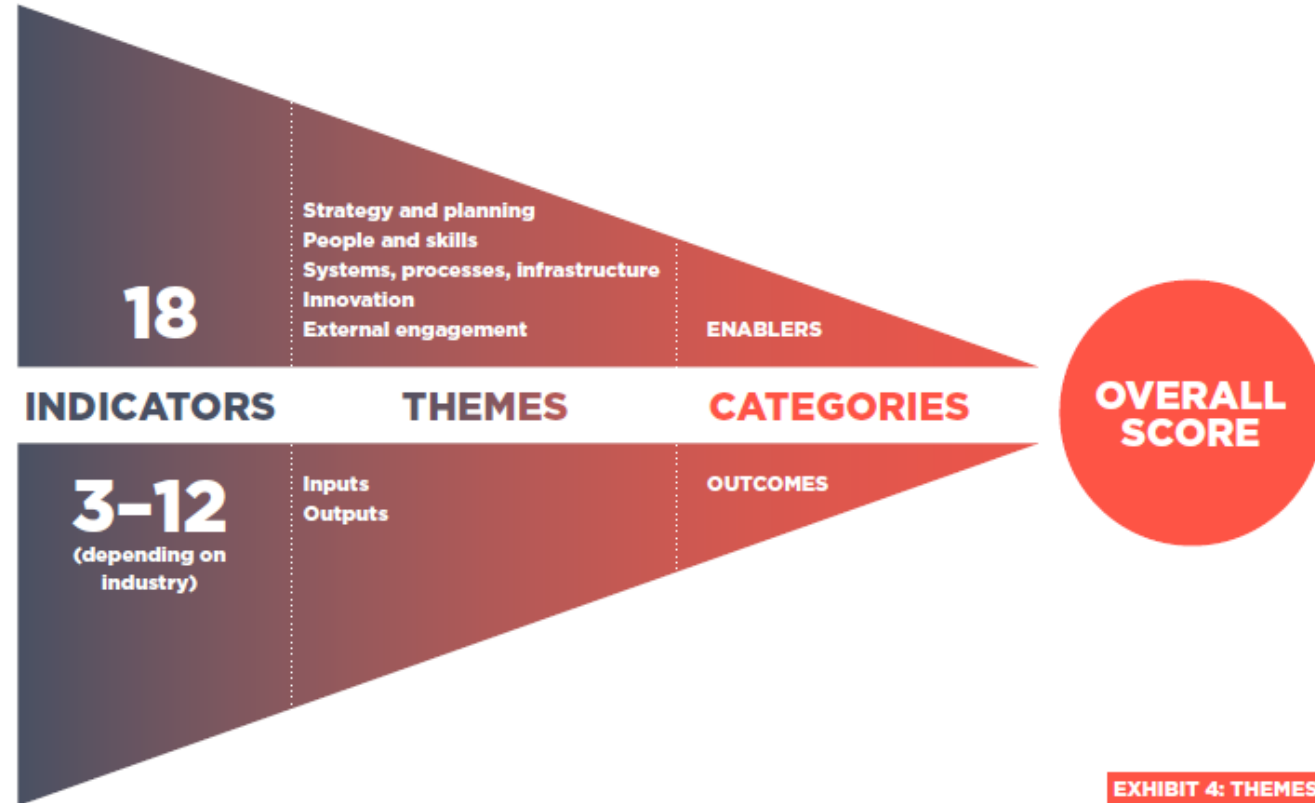 18
Strategy and planning
People and skills
Systems, processes, infrastructure
Innovation
External engagement
ENABLERS
INDICATORS
THEMES
CATEGORIES
OVERALL
SCORE
3–12
(depending on
industry)
Inputs
Outputs
OUTCOMES
EXHIBIT 4: THEMES